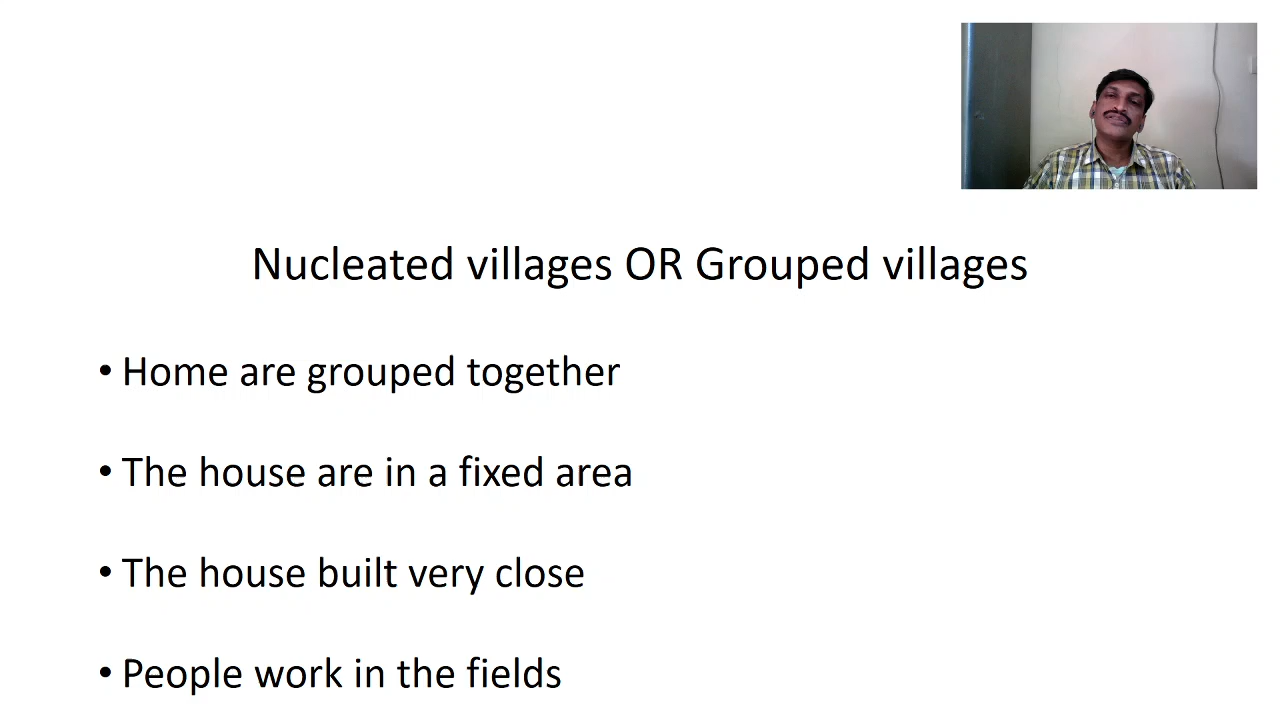 Nucleated villages OR Grouped villages
• Home are grouped together
• The house are in a fixed area
• The house built very close
• People work in the fields